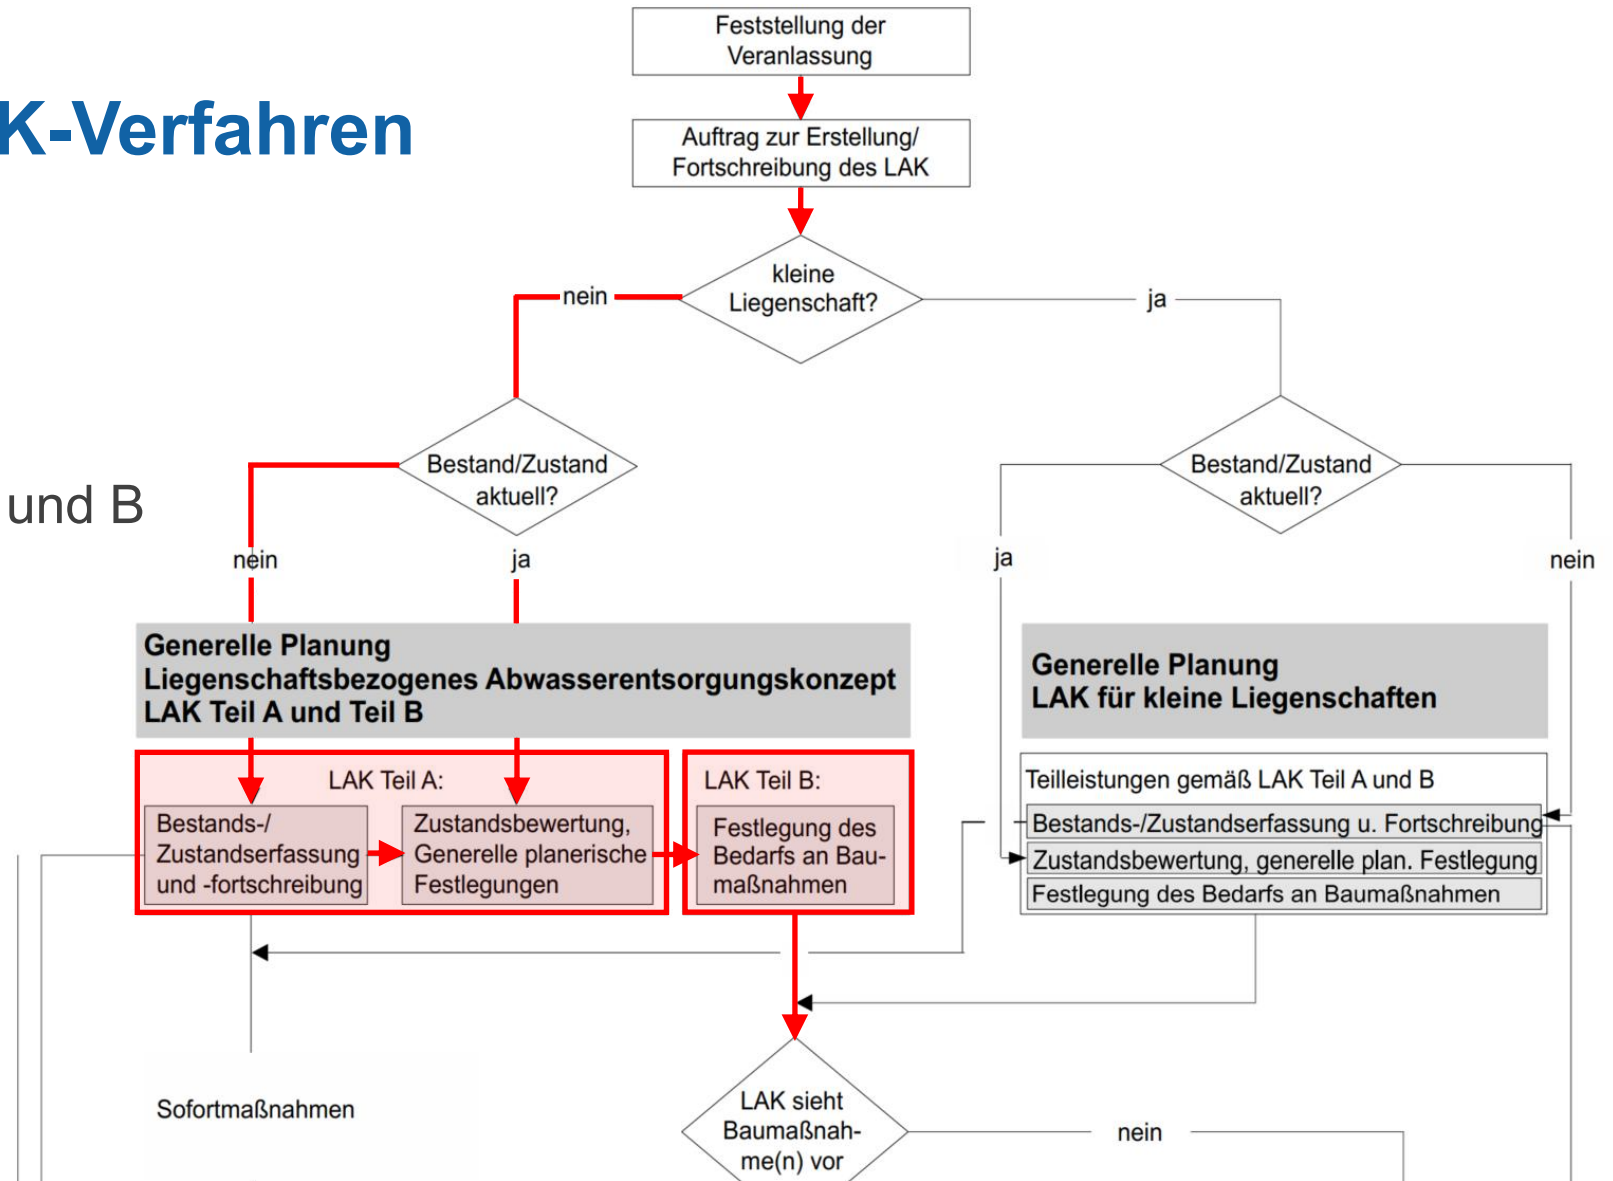 Feststellung der
Veranlassung
K-Verfahren
Auftrag zur Erstellung/
Fortschreibung des LAK
kleine
Liegenschaft?
nein
ja
Bestand/Zustand
aktuell?
Bestand/Zustand
aktuell?
und B
nein
ja
ja
nein
Generelle Planung
Liegenschaftsbezogenes Abwasserentsorgungskonzept
LAK Teil A und Teil B
Generelle Planung
LAK für kleine Liegenschaften
LAK Teil A:
Bestands-/
Zustandserfassung
und -fortschreibung
Zustandsbewertung,
Generelle planerische
Festlegungen
LAK Teil B:
Festlegung des
Bedarfs an Bau-
maßnahmen
Teilleistungen gemäß LAK Teil A und B
Bestands-/Zustandserfassung u. Fortschreibung
Zustandsbewertung, generelle plan. Festlegung
Festlegung des Bedarfs an Baumaßnahmen
Sofortmaßnahmen
LAK sieht
Baumaßnah-
me(n) vor
nein